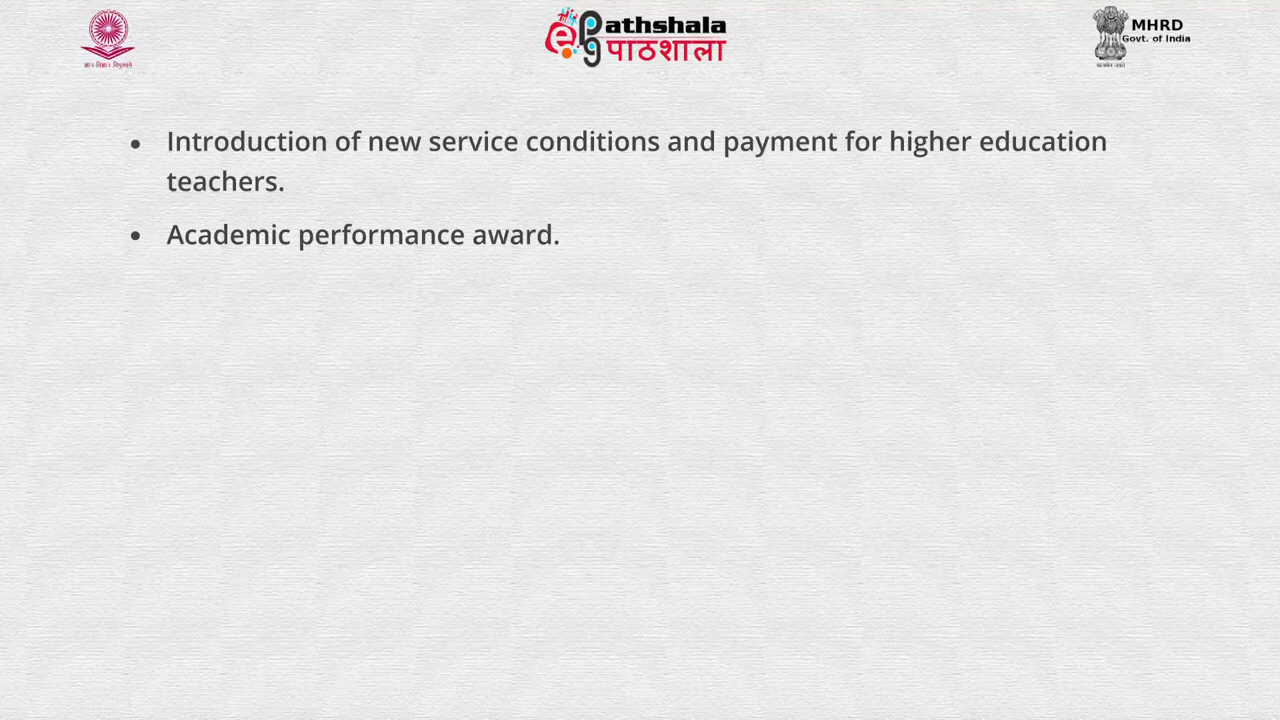 athshala
पाठशाला
MHRD
Govt. of India
• Introduction of new service conditions and payment for higher education
teachers.
• Academic performance award.